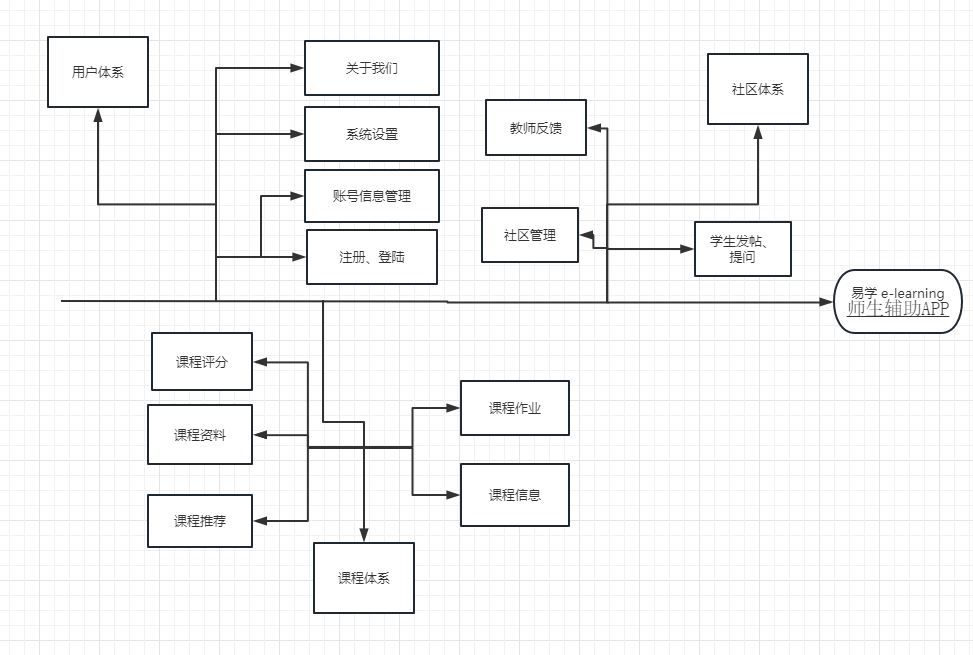 用户体系
关于我们
系统设置
账号信息管理
注册、登陆
教师反馈
社区体系
社区管理
学生发帖、
提问
易学 e-learning
师生辅助APP
课程评分
课程资料
课程推荐
课程作业
课程信息
课程体系